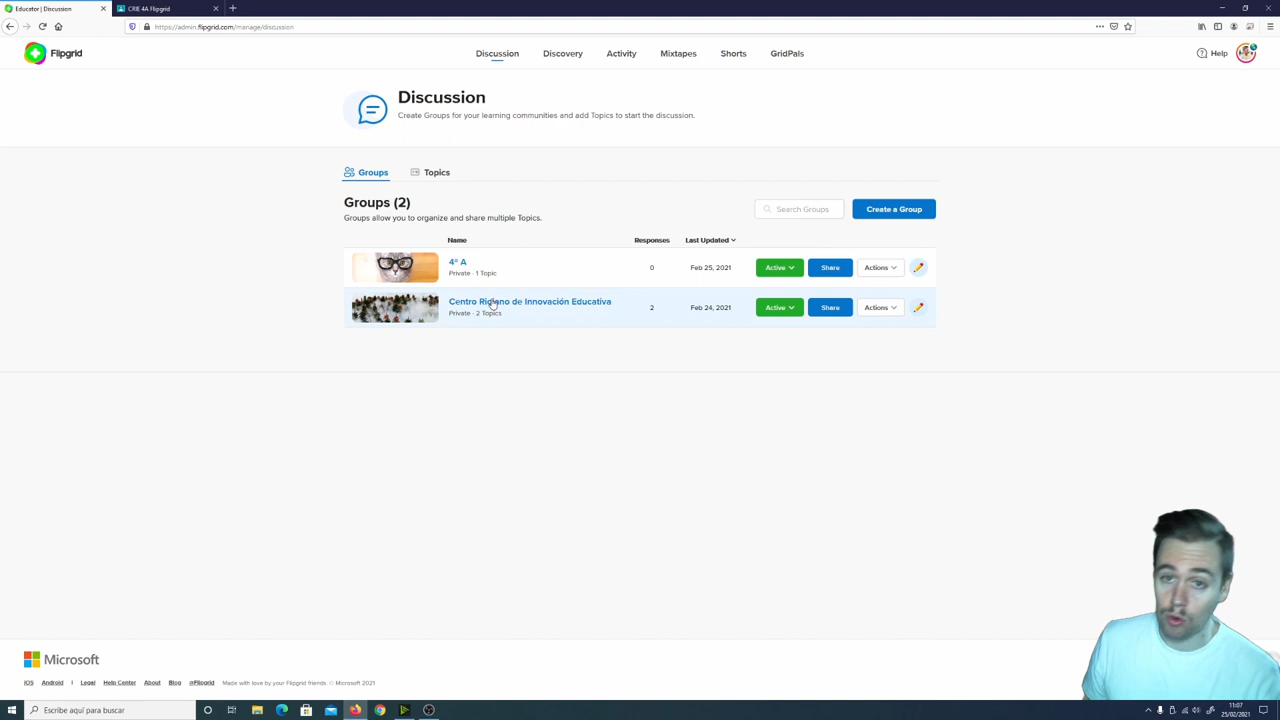 Educator | Discussion
CRIE 4A Flipgrid
https://admin.flipgrid.com/manage/discussion
Flipgrid
Discussion
Discovery
Activity
Mixtapes
Shorts
GridPals
Help
Discussion
Create Groups for your learning communities and add Topics to start the discussion.
Groups
Topics
Groups (2)
Groups allow you to organize and share multiple Topics.
Search Groups
Create a Group
Name
Responses
Last Updated
4º A
Private · 1 Topic
0
Feb 25, 2021
Active
Share
Actions
Centro Riojano de Innovación Educativa
Private · 2 Topics
2
Feb 24, 2021
Active
Share
Actions
Microsoft
iOS
Android
|
Legal
Help Center
About
Blog
@Flipgrid
Made with love by your Flipgrid friends. © Microsoft 2021
Escribe aquí para buscar
11:07
25/02/2021